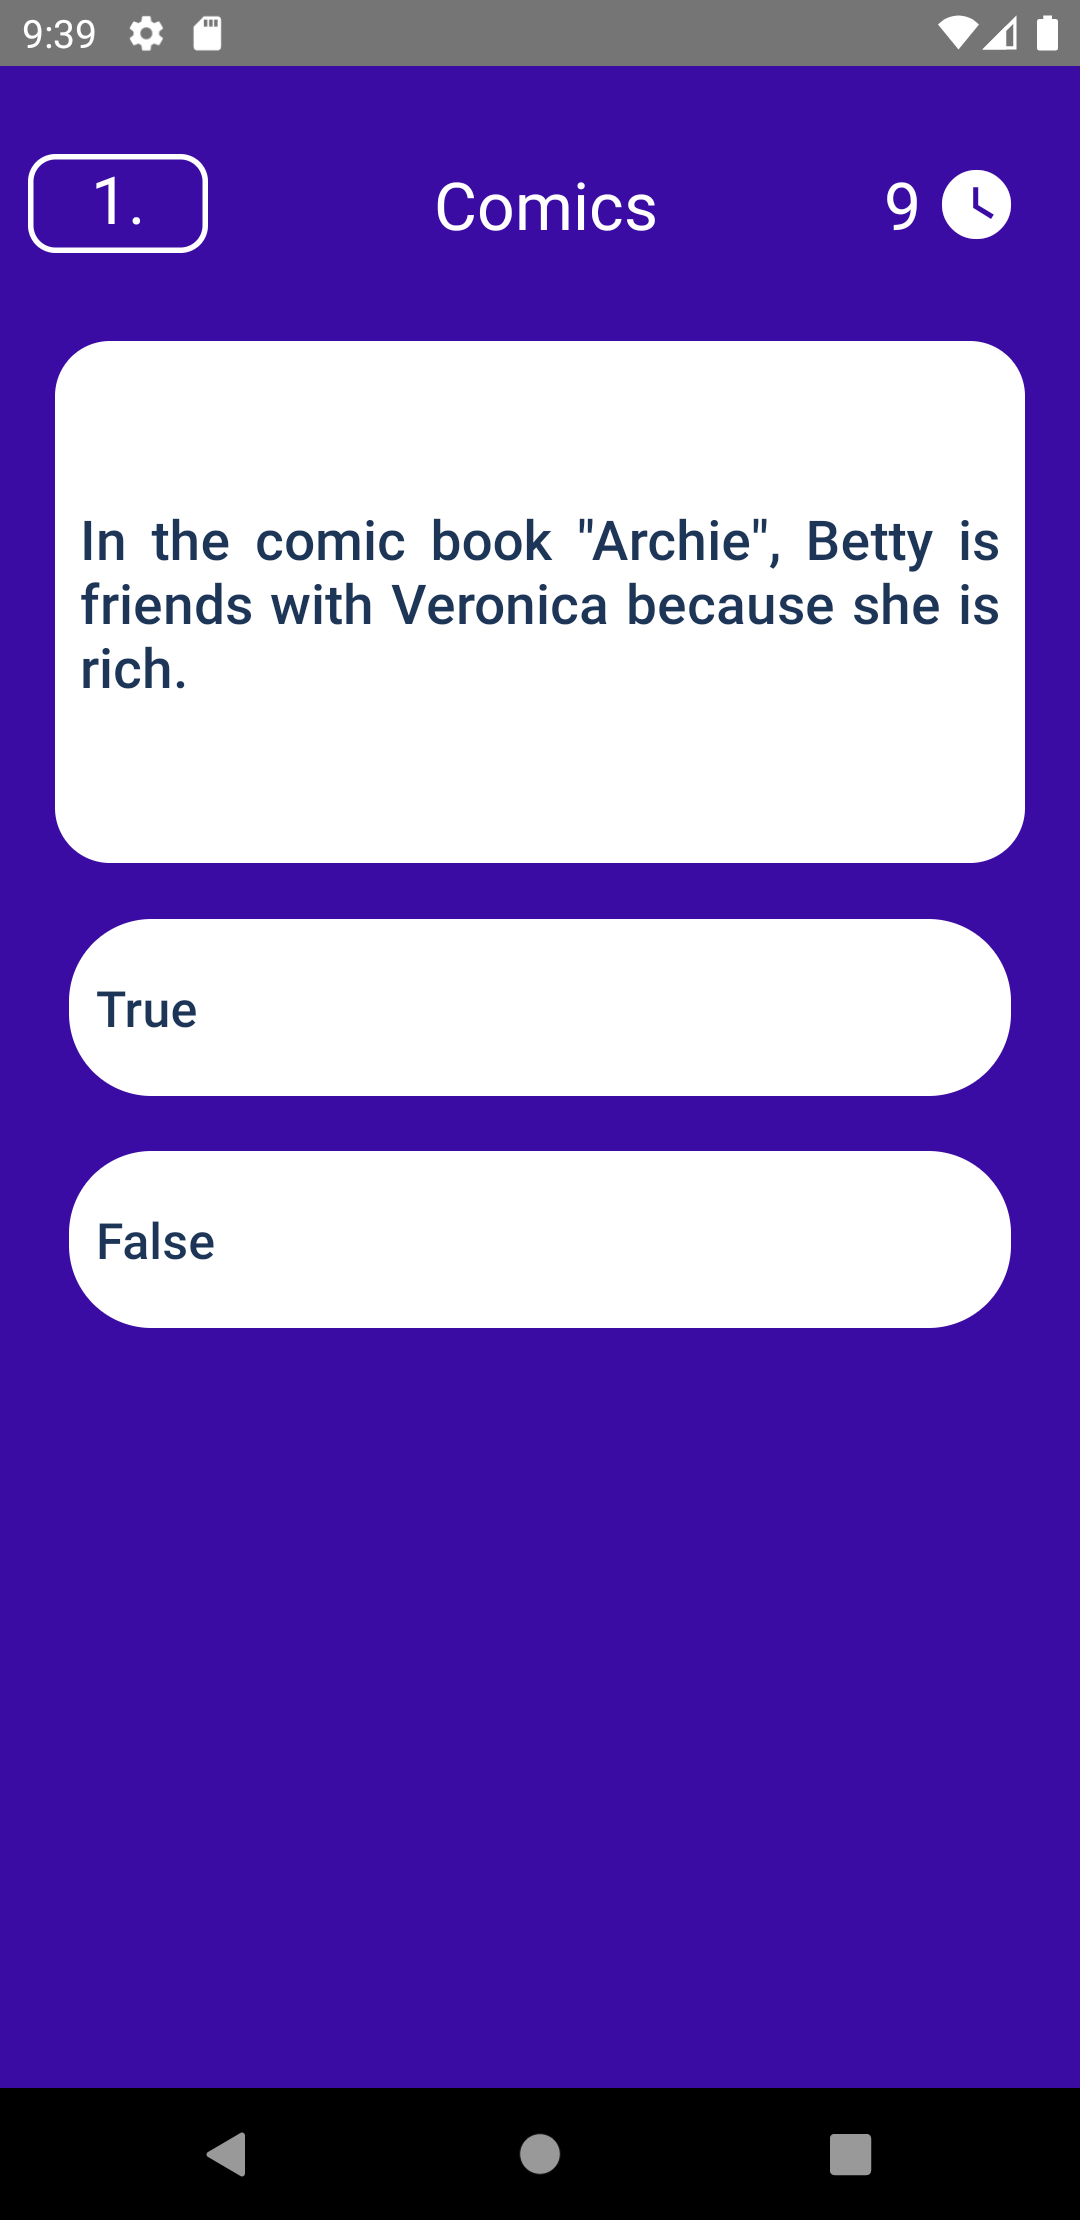 9:39
1.
Comics
9
In the comic book "Archie", Betty is
friends with Veronica because she is
rich.
True
False